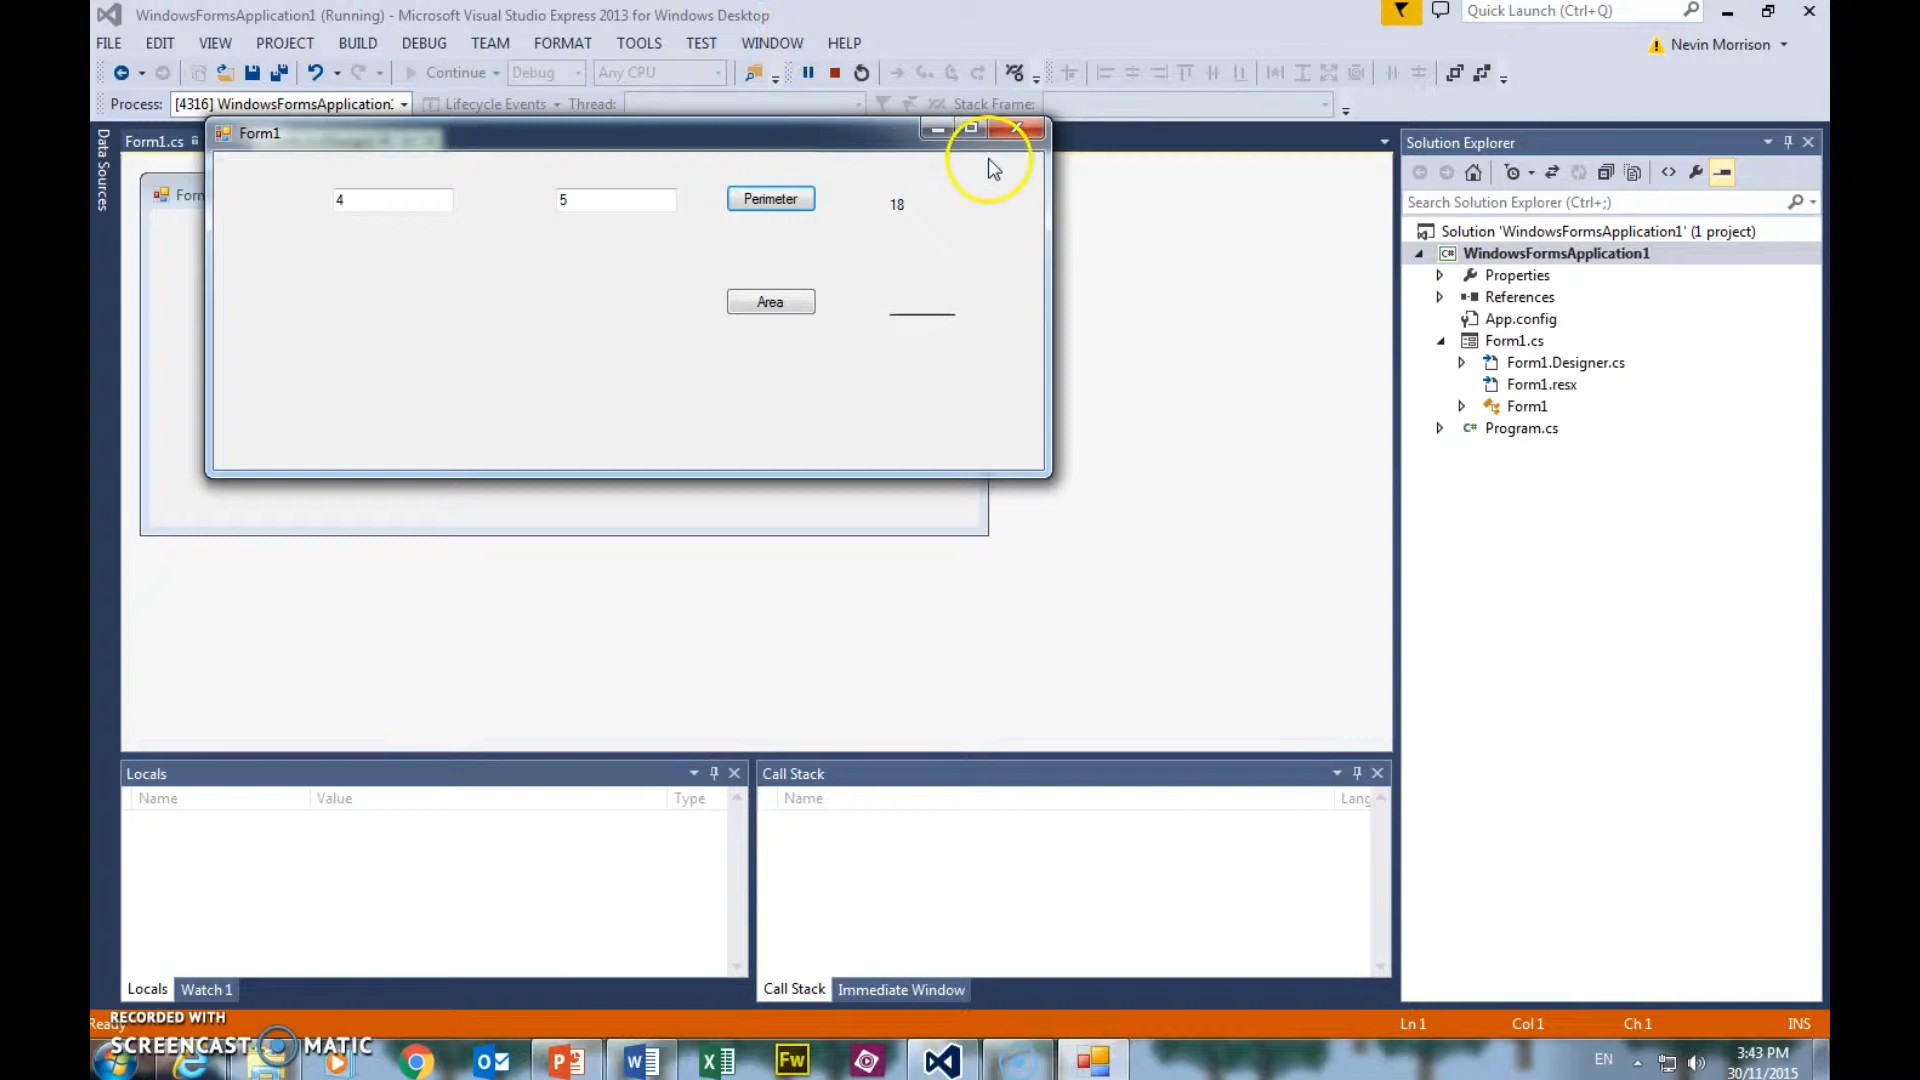 WindowsFormsApplication1 (Running) - Microsoft Visual Studio Express 2013 for Windows Desktop
Quick Launch (Ctrl+Q)
FILE EDIT VIEW PROJECT BUILD DEBUG TEAM FORMAT TOOLS TEST WINDOW HELP
Nevin Morrison
Continue Debug Any CPU
Process: [4316] WindowsFormsApplication: Lifecycle Events Thread: Stack Frame:
Data Sources
Form1.cs
Form1
Solution Explorer
Search Solution Explorer (Ctrl+;)
Form
4 5 Perimeter 18
Area
Solution 'WindowsFormsApplication1' (1 project)
WindowsFormsApplication1
Properties
References
App.config
Form1.cs
Form1.Designer.cs
Form1.resx
Form1
Program.cs
Locals
Name Value Type
Call Stack
Name Lang
Locals Watch 1
Call Stack Immediate Window
Ready
Ln 1 Col 1 Ch 1 INS
RECORDED WITH
SCREENCAST MATIC
Fw
EN
3:43 PM
30/11/2015